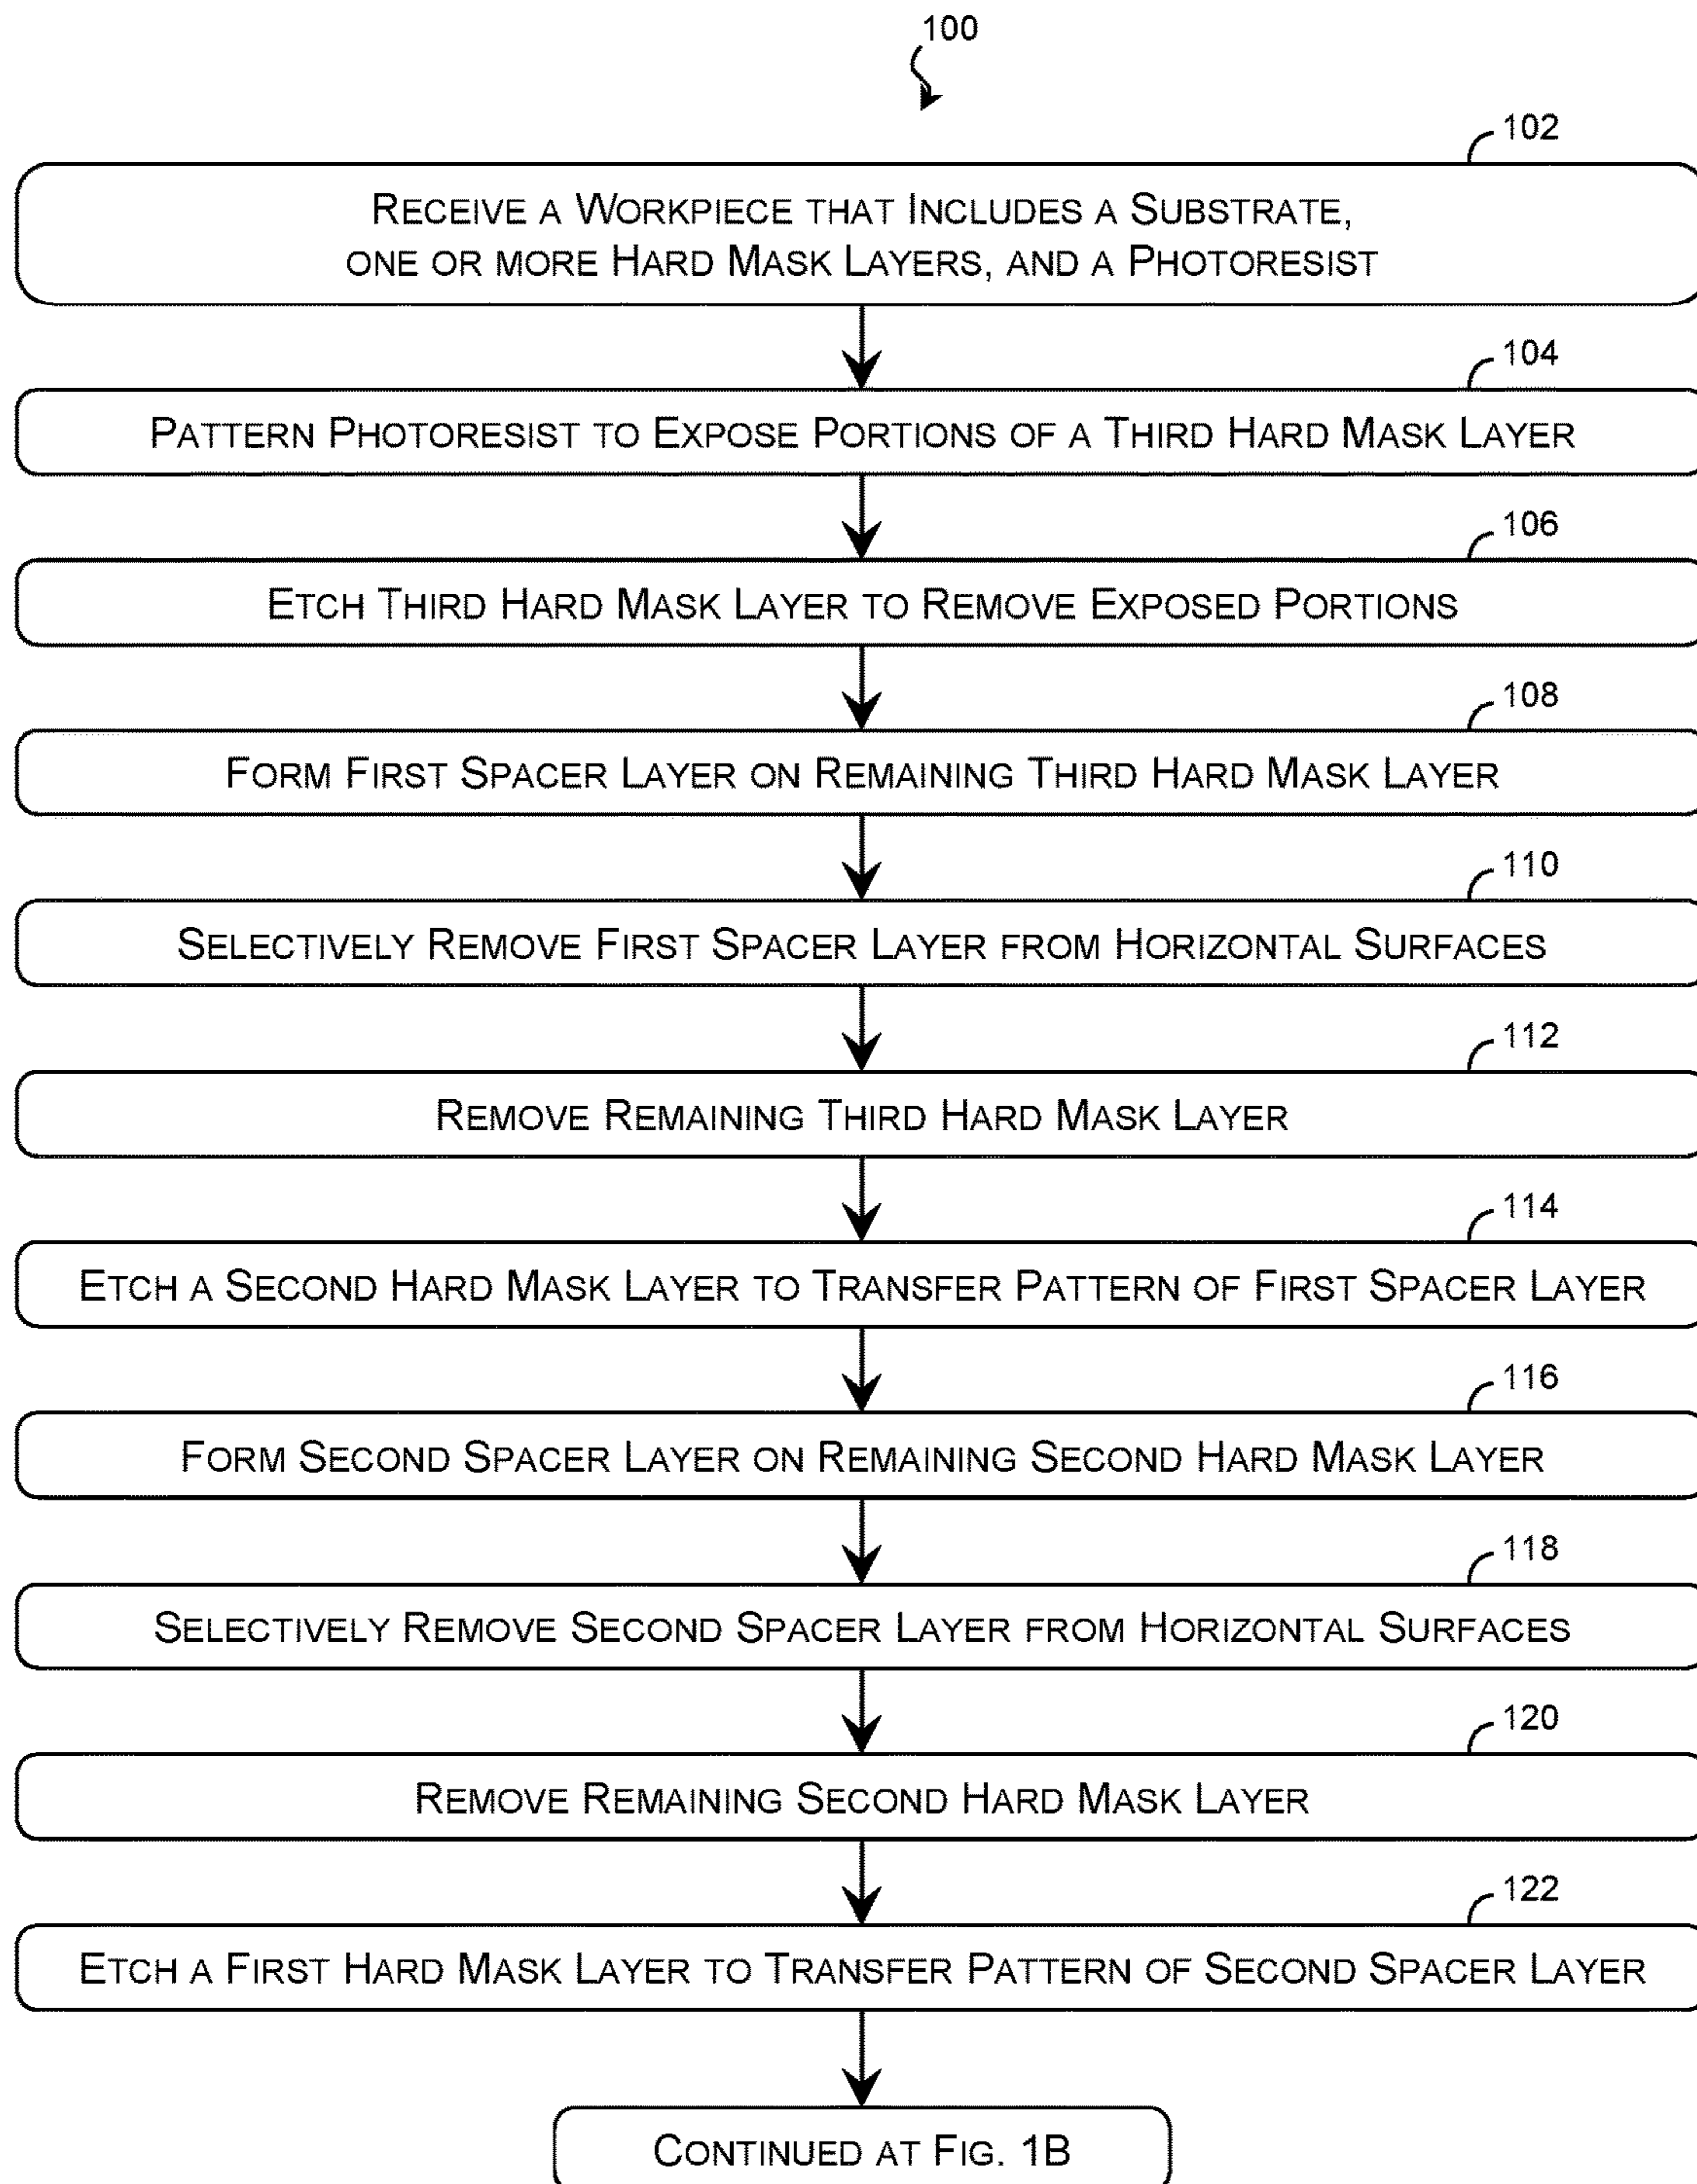 100
102
RECEIVE A WORKPIECE THAT INCLUDES A SUBSTRATE,
ONE OR MORE HARD MASK LAYERS, AND A PHOTORESIST
104
PATTERN PHOTORESIST TO EXPOSE PORTIONS OF A THIRD HARD MASK LAYER
106
ETCH THIRD HARD MASK LAYER TO REMOVE EXPOSED PORTIONS
108
FORM FIRST SPACER LAYER ON REMAINING THIRD HARD MASK LAYER
110
SELECTIVELY REMOVE FIRST SPACER LAYER FROM HORIZONTAL SURFACES
112
REMOVE REMAINING THIRD HARD MASK LAYER
114
ETCH A SECOND HARD MASK LAYER TO TRANSFER PATTERN OF FIRST SPACER LAYER
116
FORM SECOND SPACER LAYER ON REMAINING SECOND HARD MASK LAYER
118
SELECTIVELY REMOVE SECOND SPACER LAYER FROM HORIZONTAL SURFACES
120
REMOVE REMAINING SECOND HARD MASK LAYER
122
ETCH A FIRST HARD MASK LAYER TO TRANSFER PATTERN OF SECOND SPACER LAYER
CONTINUED AT FIG. 1B